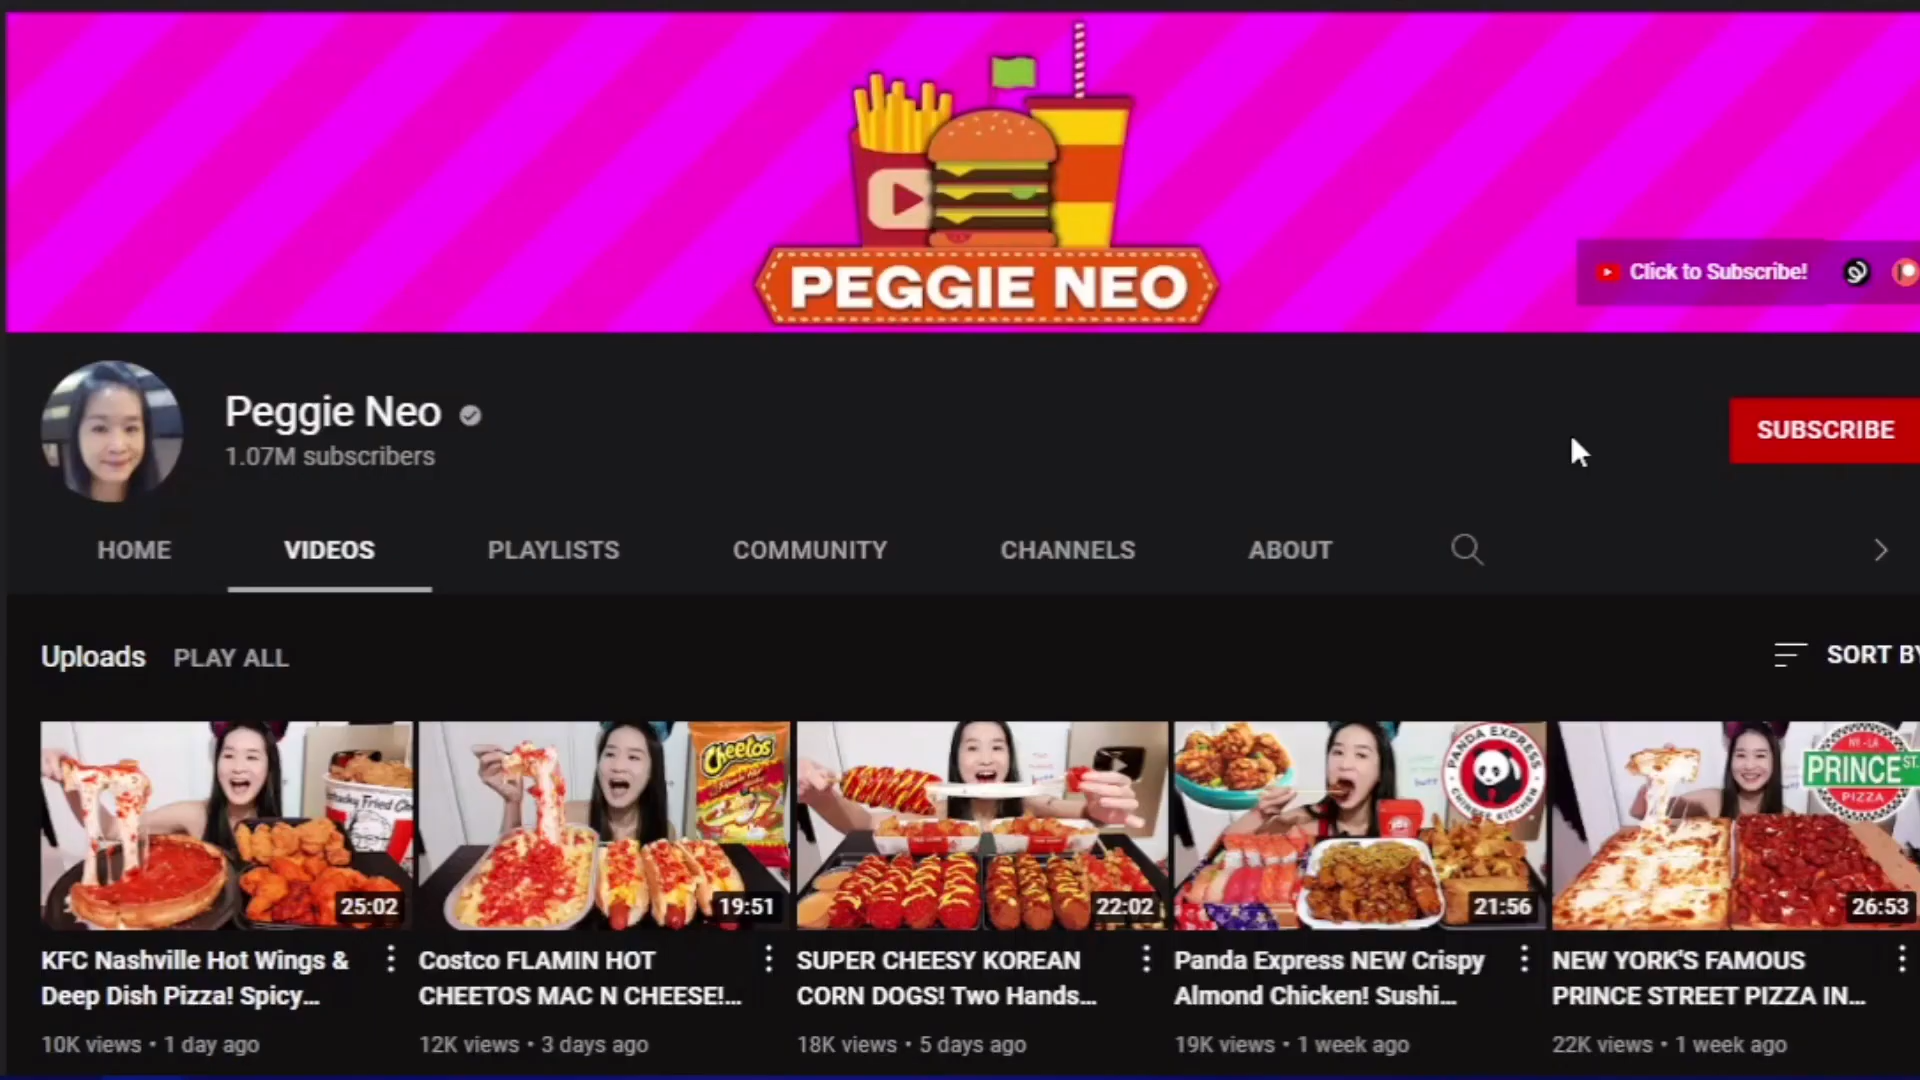 PEGGIE NEO
Click to Subscribe!
Peggie Neo
1.07M subscribers
SUBSCRIBE
HOME
VIDEOS
PLAYLISTS
COMMUNITY
CHANNELS
ABOUT
Uploads
PLAY ALL
SORT BY
Cheetos
PANDA EXPRESS
CHINESE KITCHEN
NY - LA
PRINCE ST.
PIZZA
25:02
19:51
22:02
21:56
26:53
KFC Nashville Hot Wings &
Deep Dish Pizza! Spicy...
10K views • 1 day ago
Costco FLAMIN HOT
CHEETOS MAC N CHEESE!...
12K views • 3 days ago
SUPER CHEESY KOREAN
CORN DOGS! Two Hands...
18K views • 5 days ago
Panda Express NEW Crispy
Almond Chicken! Sushi...
19K views • 1 week ago
NEW YORK'S FAMOUS
PRINCE STREET PIZZA IN...
22K views • 1 week ago